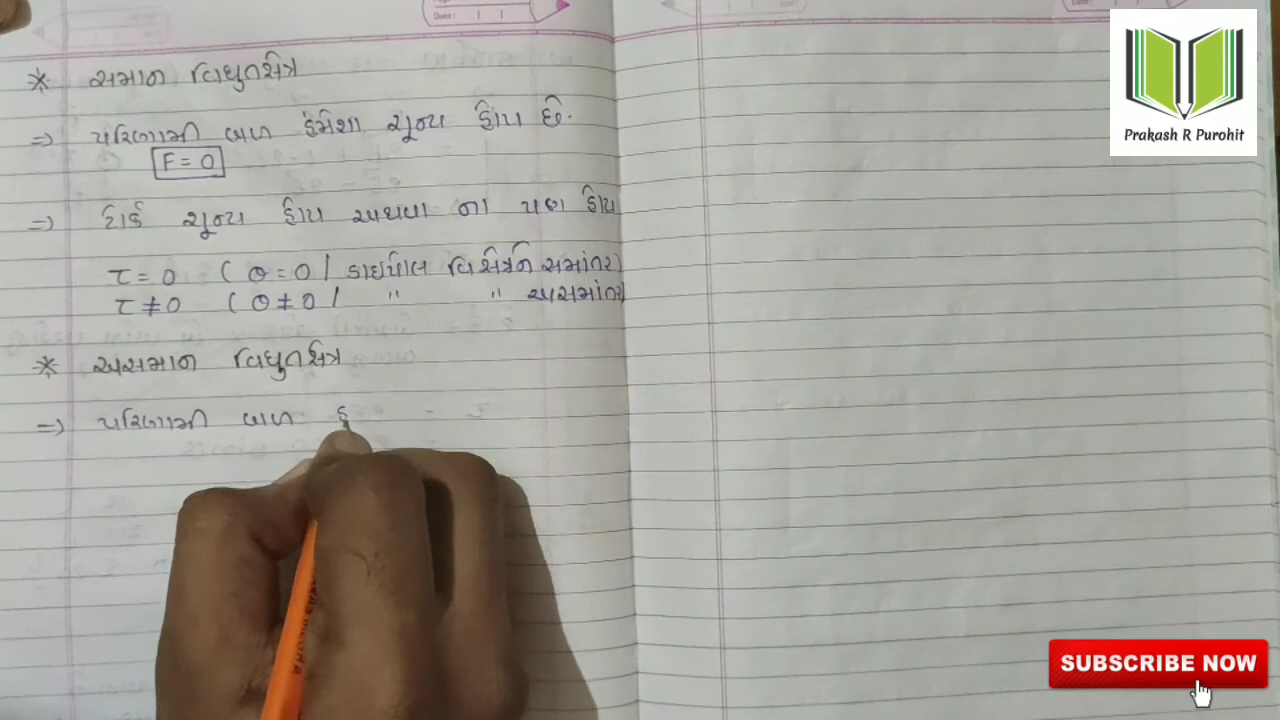 Date :
* સમાન વિધુતક્ષેત્ર
⇒ પરિણામી બળ હંમેશા શૂન્ય હોય છે.
F = 0
⇒ ટોર્ક શૂન્ય હોય અથવા ના પણ હોય
τ = 0 ( θ = 0 / ડાઇપોલ વિ.ક્ષેત્રને સમાંતર)
τ ≠ 0 ( θ ≠ 0 / " " અસમાંતર)
* અસમાન વિધુતક્ષેત્ર
⇒ પરિણામી બળ હં
Prakash R Purohit
SUBSCRIBE NOW